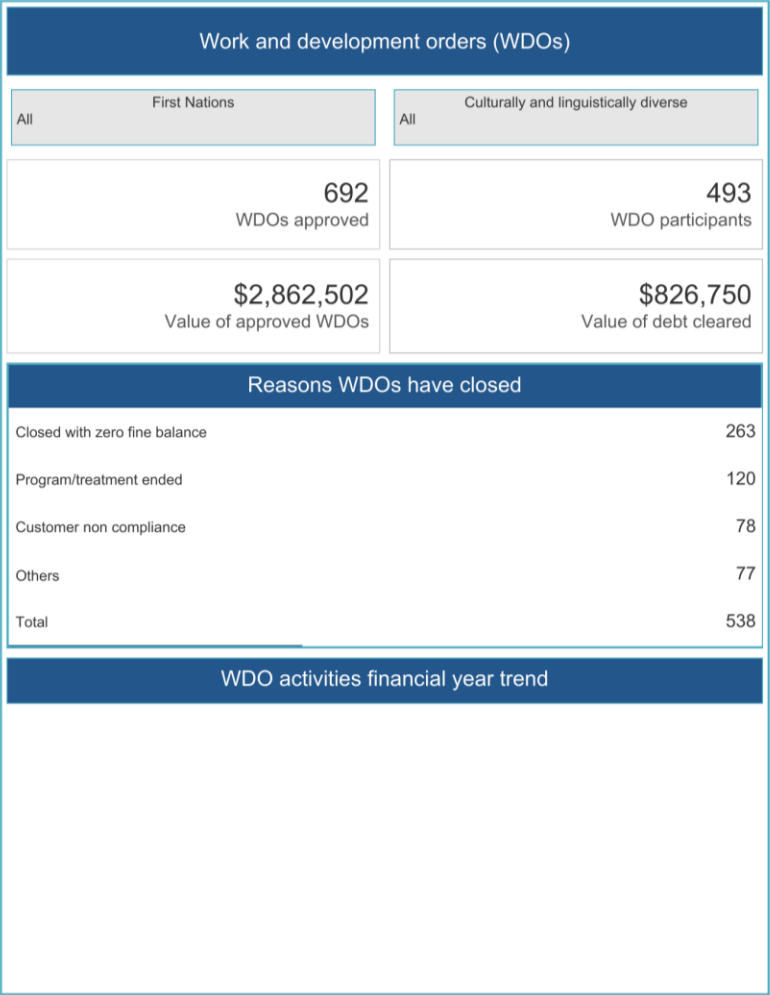 Work and development orders (WDOs)
First Nations
All
Culturally and linguistically diverse
All
692
WDOs approved
493
WDO participants
$2,862,502
Value of approved WDOs
$826,750
Value of debt cleared
Reasons WDOs have closed
Closed with zero fine balance 263
Program/treatment ended 120
Customer non compliance 78
Others 77
Total 538
WDO activities financial year trend